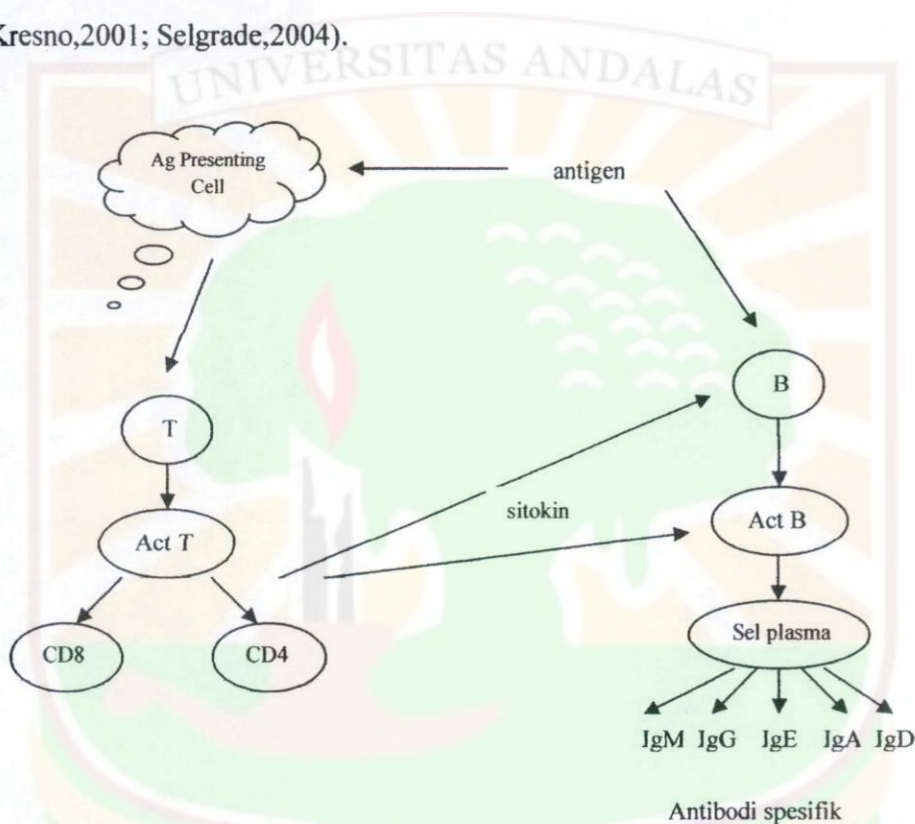 Kresno,2001; Selgrade,2004).
UNIVERSITAS ANDALAS
Ag Presenting
Cell
antigen
T
B
sitokin
Act T
Act B
CD8
CD4
Sel plasma
IgM IgG IgE IgA IgD
Antibodi spesifik